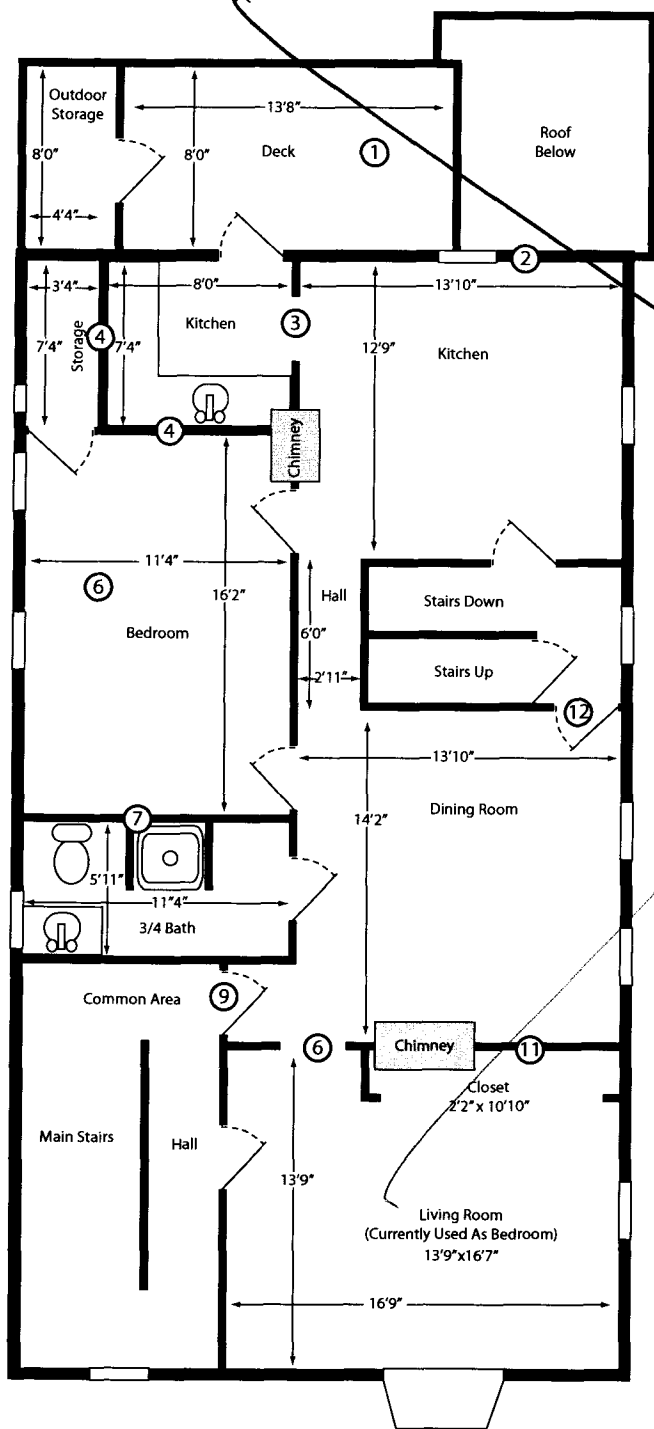 Outdoor
Storage
13'8"
Deck
1
Roof
Below
8'0"
8'0"
4'4"
2
3'4"
8'0"
13'10"
Kitchen
3
4
7'4"
Storage
7'4"
12'9"
Kitchen
4
Chimney
11'4"
6
16'2"
Hall
Stairs Down
Bedroom
6'0"
Stairs Up
2'11"
12
13'10"
Dining Room
14'2"
7
5'11"
11"4"
3/4 Bath
Common Area
9
6
Chimney
11
Closet
2'2" x 10'10"
Main Stairs
Hall
13'9"
Living Room
(Currently Used As Bedroom)
13'9"x16'7"
16'9"